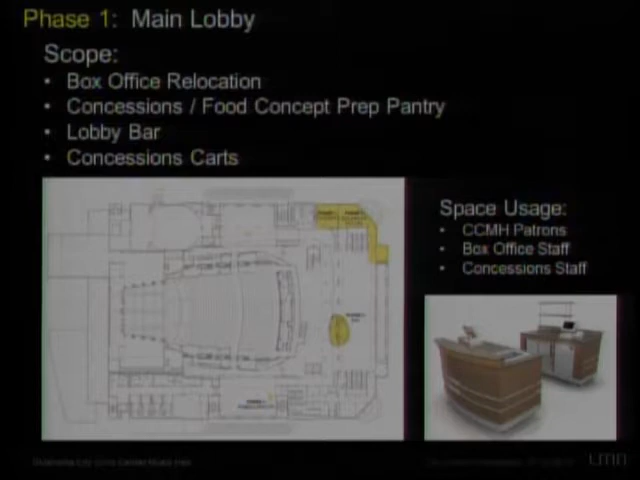 Phase 1: Main Lobby
Scope:
• Box Office Relocation
• Concessions / Food Concept Prep Pantry
• Lobby Bar
• Concessions Carts
Space Usage:
• CCMH Patrons
• Box Office Staff
• Concessions Staff